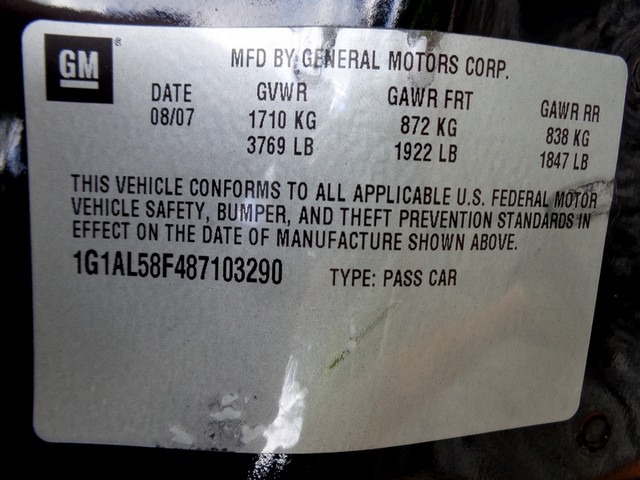 GM®
MFD BY GENERAL MOTORS CORP.
DATE GVWR GAWR FRT GAWR RR
08/07 1710 KG 872 KG 838 KG
3769 LB 1922 LB 1847 LB
THIS VEHICLE CONFORMS TO ALL APPLICABLE U.S. FEDERAL MOTOR
VEHICLE SAFETY, BUMPER, AND THEFT PREVENTION STANDARDS IN
EFFECT ON THE DATE OF MANUFACTURE SHOWN ABOVE.
1G1AL58F487103290 TYPE: PASS CAR